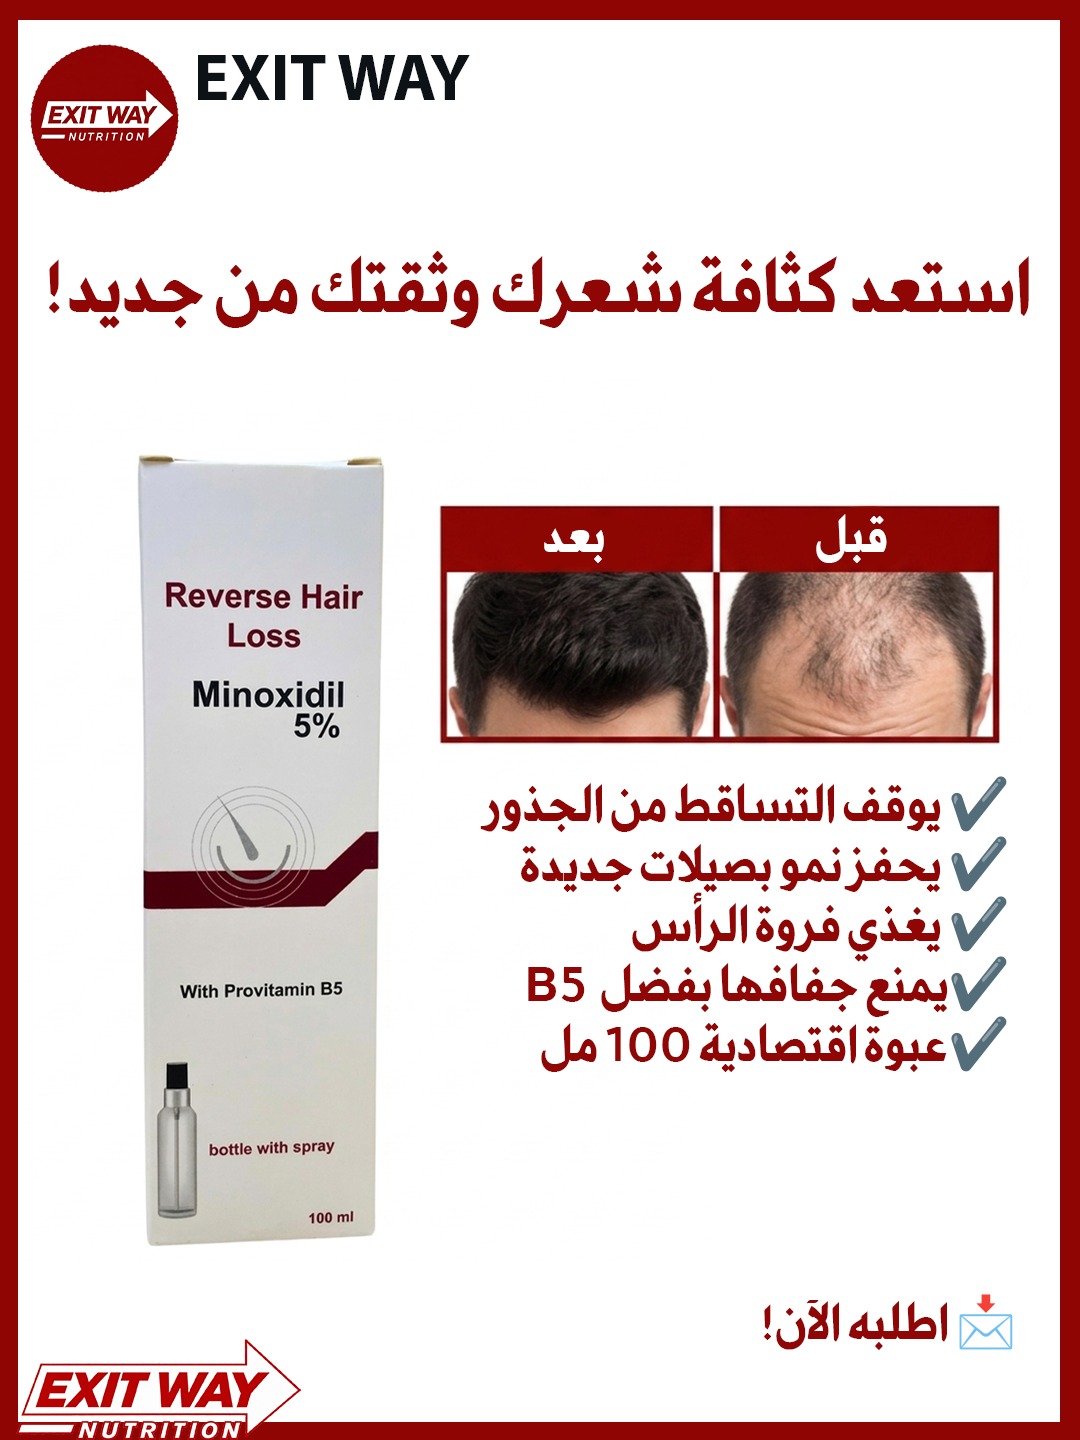 EXIT WAY
NUTRITION
EXIT WAY
استعد كثافة شعرك وثقتك من جديد!
Reverse Hair
Loss
Minoxidil
5%
With Provitamin B5
bottle with spray
100 ml
قبل
بعد
✔ يوقف التساقط من الجذور
✔ يحفز نمو بصيلات جديدة
✔ يغذي فروة الرأس
✔ يمنع جفافها بفضل B5
✔ عبوة اقتصادية 100 مل
📩 اطلبه الآن!
EXIT WAY
NUTRITION